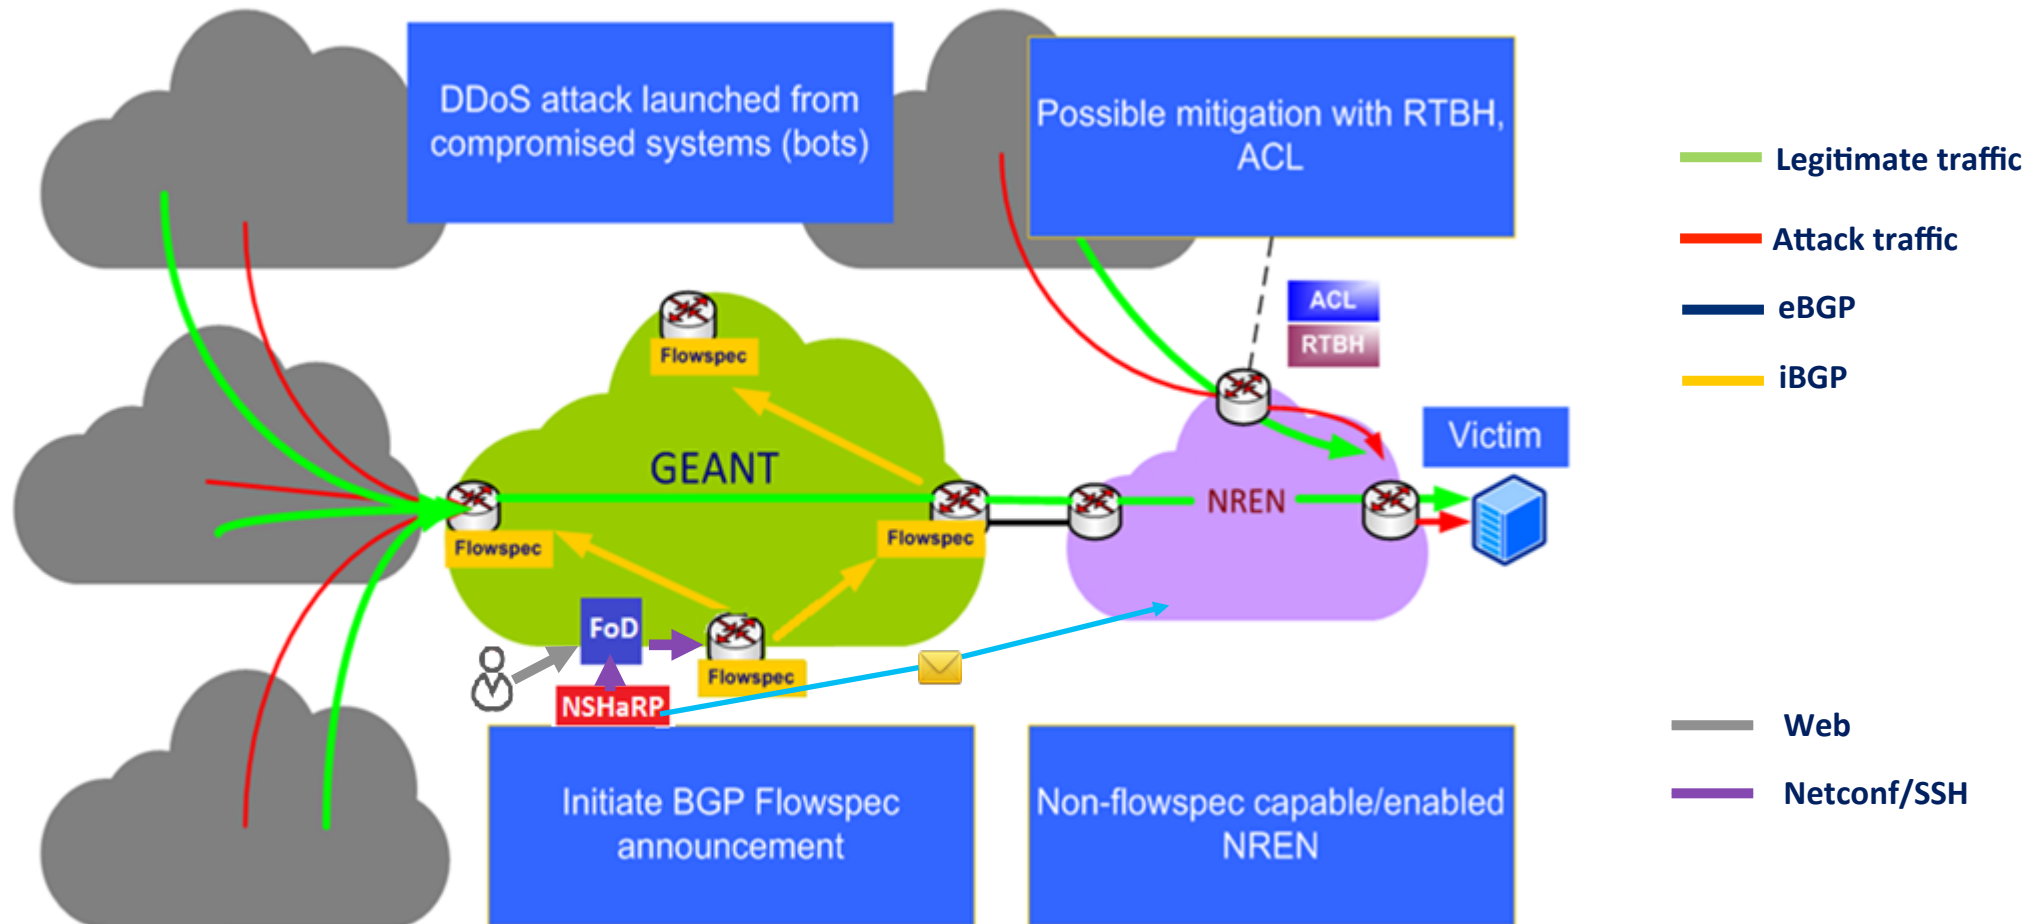 DDoS attack launched from
compromised systems (bots)
Possible mitigation with RTBH,
ACL
Legitimate traffic
Attack traffic
eBGP
iBGP
ACL
RTBH
Flowspec
Victim
GEANT
NREN
Flowspec
Flowspec
FoD
Flowspec
NSHaRP
Initiate BGP Flowspec
announcement
Non-flowspec capable/enabled
NREN
Web
Netconf/SSH